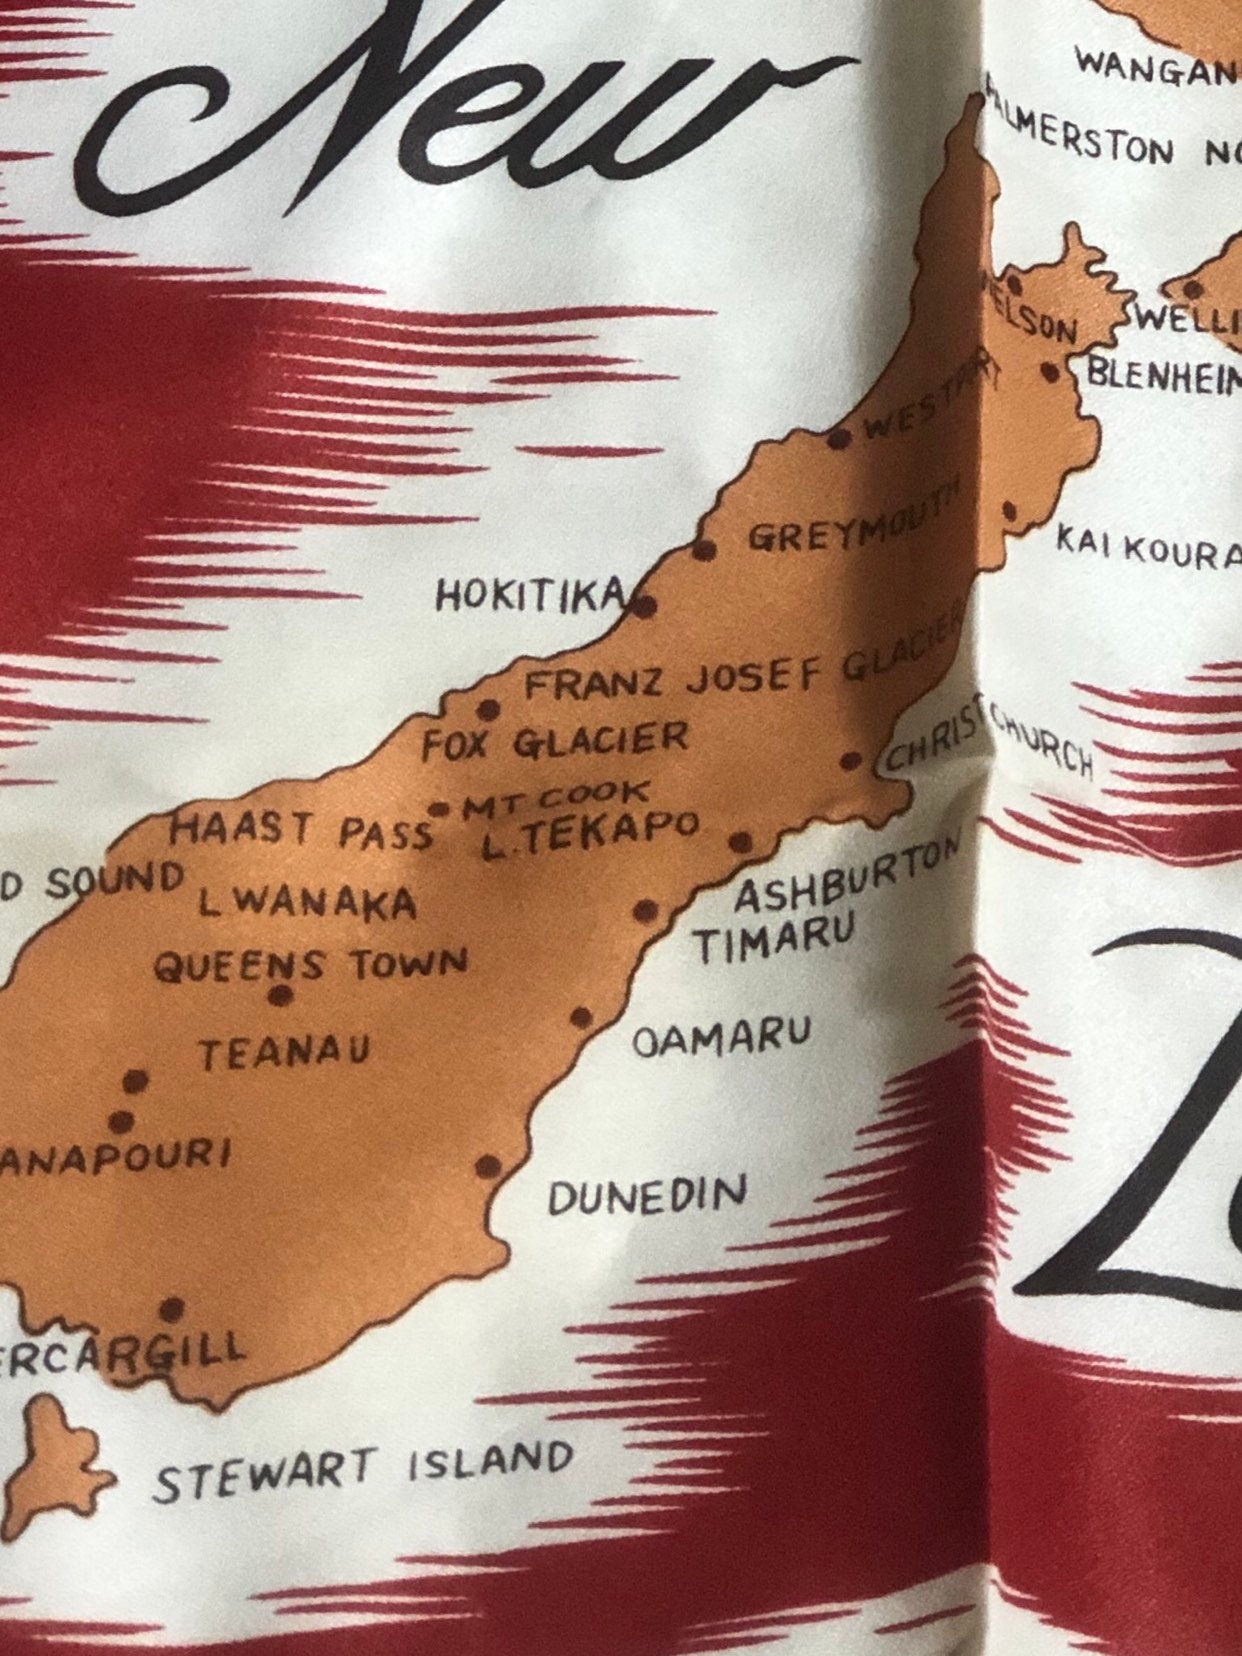 New
WANGAN
PALMERSTON NO
NELSON
WELLI
BLENHEIM
WESTPORT
GREYMOUTH
KAI KOURA
HOKITIKA
FRANZ JOSEF GLACIER
FOX GLACIER
CHRISTCHURCH
MT COOK
HAAST PASS
L.TEKAPO
D SOUND
L WANAKA
ASHBURTON
TIMARU
QUEENS TOWN
OAMARU
TEANAU
ANAPOURI
DUNEDIN
ERCARGILL
STEWART ISLAND
Ze